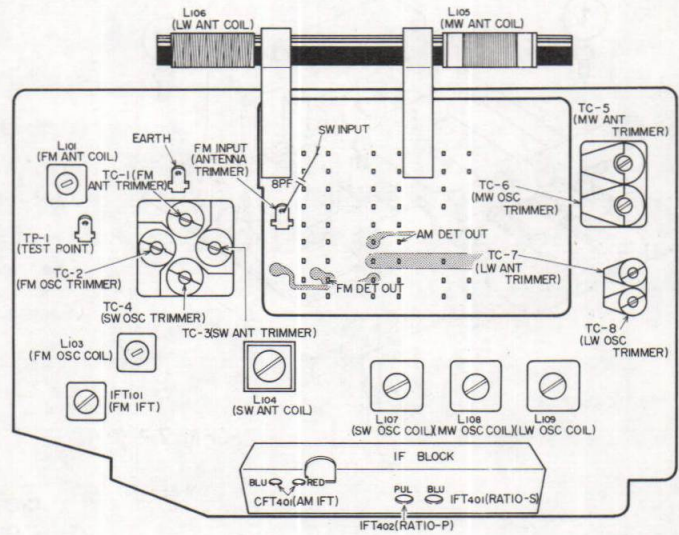 L106
(LW ANT COIL)
L105
(MW ANT COIL)
TC-5
(MW ANT
TRIMMER)
SW INPUT
EARTH
FM INPUT
(ANTENNA
TRIMMER)
L101
(FM ANT COIL)
TC-1(FM
ANT TRIMMER)
8PF
TC-6
(MW OSC
TRIMMER)
TP-1
(TEST POINT)
AM DET OUT
TC-7
(LW ANT
TRIMMER)
TC-2
(FM OSC TRIMMER)
FM DET OUT
TC-4
(SW OSC TRIMMER)
TC-3(SW ANT TRIMMER)
TC-8
(LW OSC
TRIMMER)
L103
(FM OSC COIL)
IFT101
(FM IFT)
L104
(SW ANT COIL)
L107
(SW OSC COIL)
L108
(MW OSC COIL)
L109
(LW OSC COIL)
IF BLOCK
BLU
RED
CFT401(AM IFT)
PUL
BLU
IFT401(RATIO-S)
IFT402(RATIO-P)